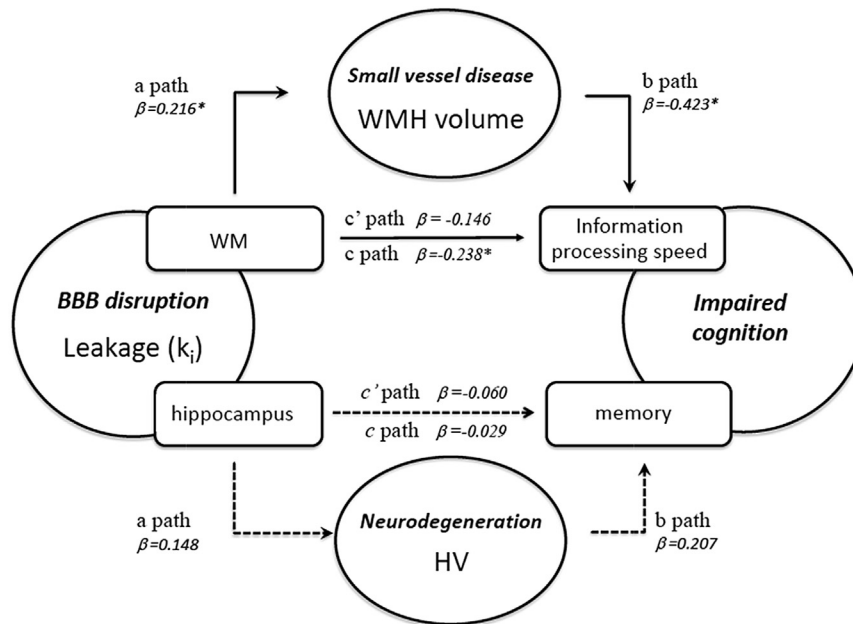 a path
β=0.216*
Small vessel disease
WMH volume
b path
β=-0.423*
WM
c' path β= -0.146
c path β=-0.238*
Information
processing speed
BBB disruption
Leakage (ki)
Impaired
cognition
hippocampus
c' path β=-0.060
c path β=-0.029
memory
a path
β=0.148
Neurodegeneration
HV
b path
β=0.207